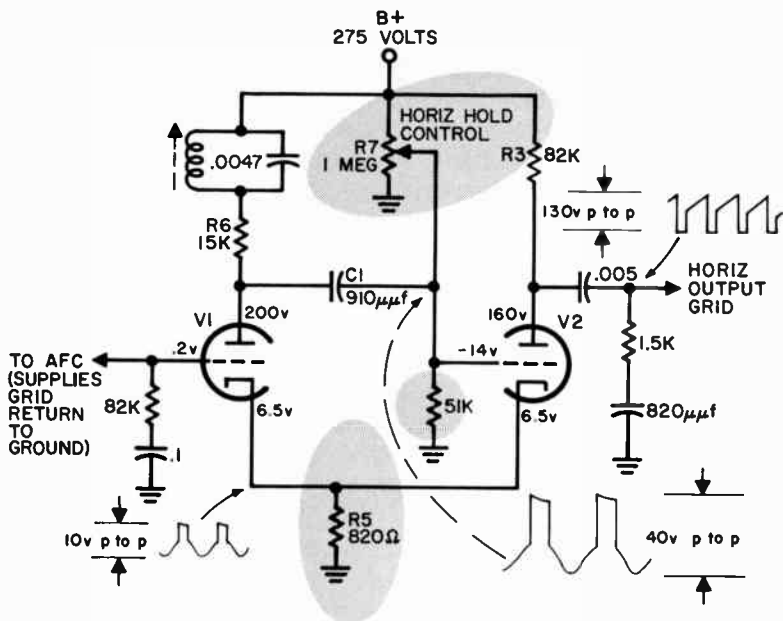 B+
275 VOLTS
HORIZ HOLD
CONTROL
R7
1 MEG
R3
82K
.0047
130v p to p
R6
15K
C1
910µµf
.005
HORIZ
OUTPUT
GRID
200v
160v
V1
V2
.2v
-14v
1.5K
TO AFC
(SUPPLIES
GRID
RETURN
TO
GROUND)
82K
6.5v
51K
6.5v
820µµf
.1
R5
820Ω
10v p to p
40v p to p